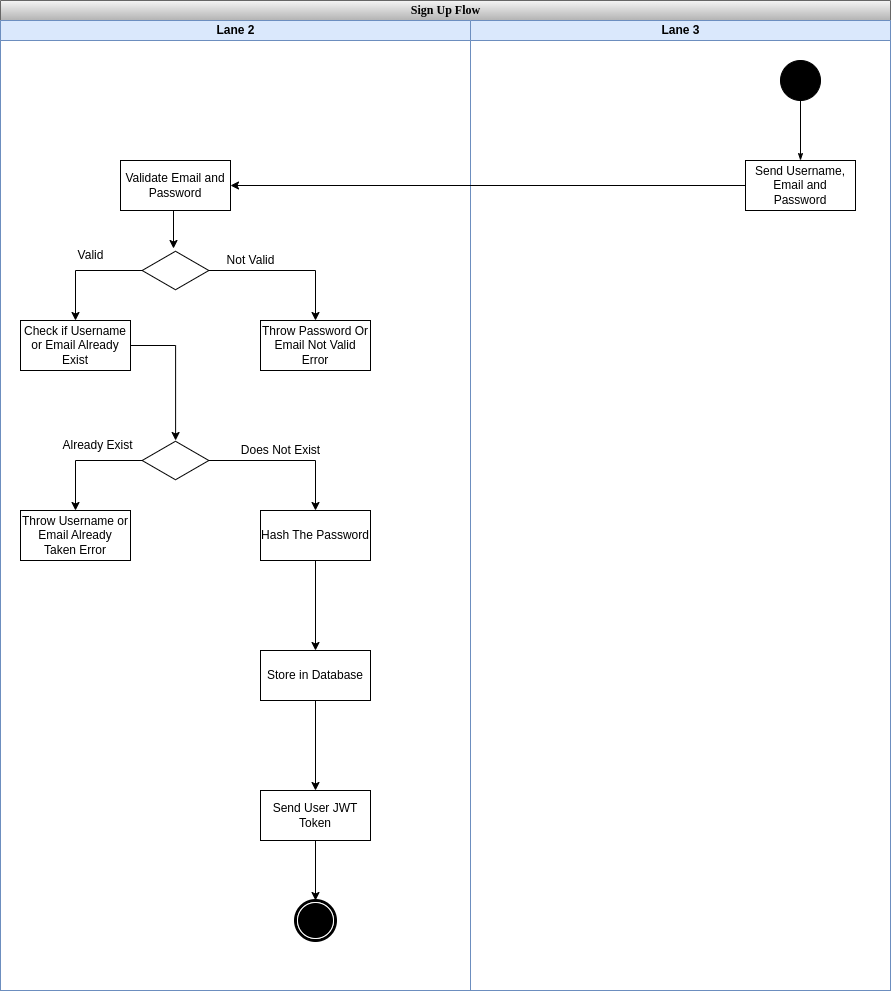 Sign Up Flow
Lane 2
Lane 3
Send Username,
Email and
Password
Validate Email and
Password
Valid
Not Valid
Check if Username
or Email Already
Exist
Throw Password Or
Email Not Valid
Error
Already Exist
Does Not Exist
Throw Username or
Email Already
Taken Error
Hash The Password
Store in Database
Send User JWT
Token